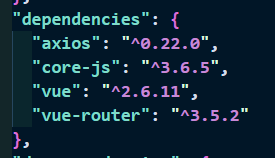 "dependencies": {
"axios": "^0.22.0",
"core-js": "^3.6.5",
"vue": "^2.6.11",
"vue-router": "^3.5.2"
},